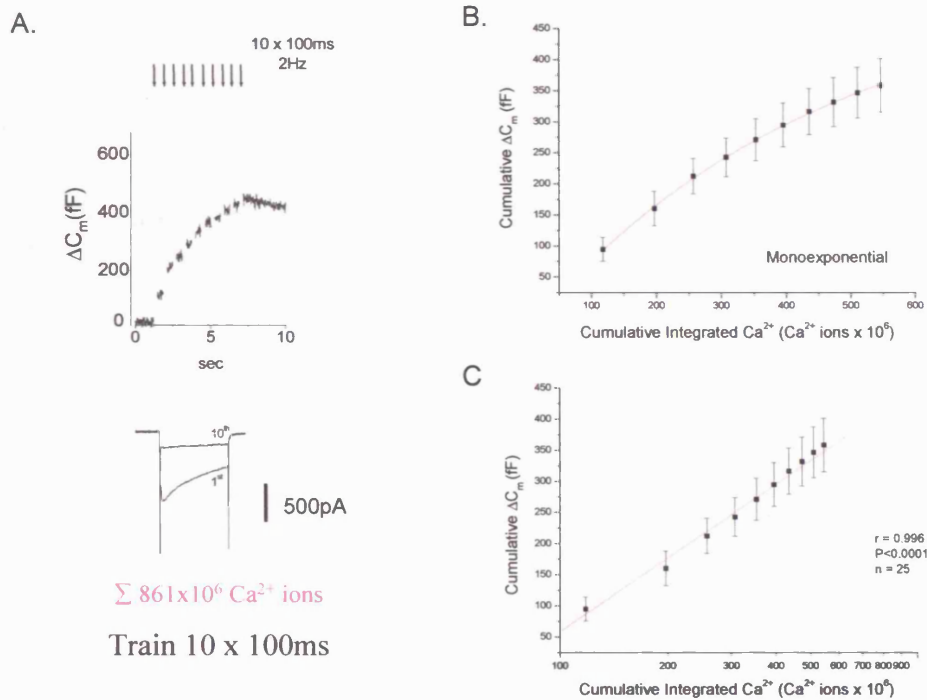 A.
10 x 100ms
2Hz
600
400
200
0
ΔCm(fF)
0 5 10
sec
10th
1st
500pA
∑ 861x10⁶ Ca²⁺ ions
Train 10 x 100ms
B.
400
350
300
250
200
150
100
50
Cumulative ΔCm (fF)
Monoexponential
100 200 300 400 500 600
Cumulative Integrated Ca²⁺ (Ca²⁺ ions x 10⁶)
C
450
400
350
300
250
200
150
100
50
Cumulative ΔCm (fF)
r = 0.996
P<0.0001
n = 25
100 200 300 400 500 600 700 800 900
Cumulative Integrated Ca²⁺ (Ca²⁺ ions x 10⁶)